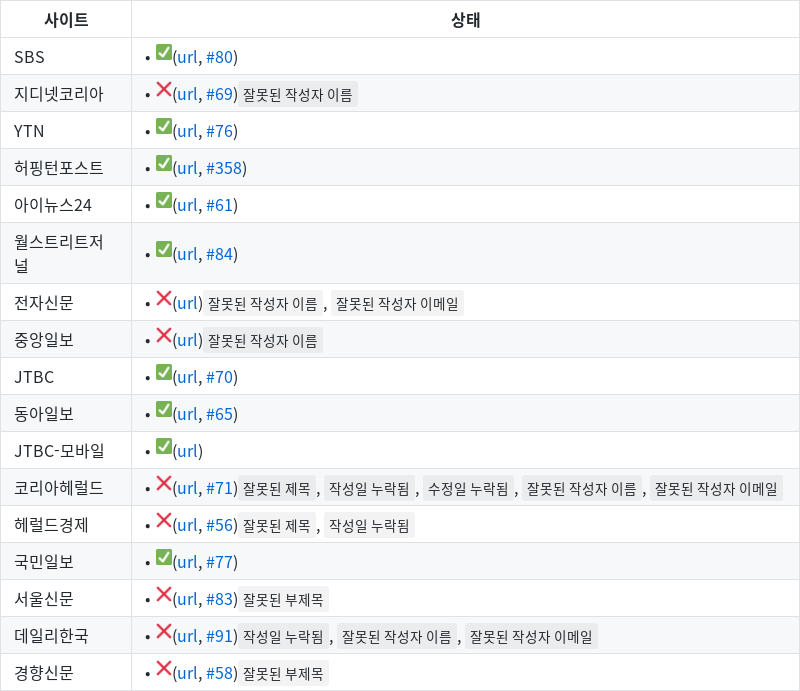 사이트 상태
SBS • ✅(url, #80)
지디넷코리아 • ❌(url, #69) 잘못된 작성자 이름
YTN • ✅(url, #76)
허핑턴포스트 • ✅(url, #358)
아이뉴스24 • ✅(url, #61)
월스트리트저
널 • ✅(url, #84)
전자신문 • ❌(url) 잘못된 작성자 이름 , 잘못된 작성자 이메일
중앙일보 • ❌(url) 잘못된 작성자 이름
JTBC • ✅(url, #70)
동아일보 • ✅(url, #65)
JTBC-모바일 • ✅(url)
코리아헤럴드 • ❌(url, #71) 잘못된 제목 , 작성일 누락됨 , 수정일 누락됨 , 잘못된 작성자 이름 , 잘못된 작성자 이메일
헤럴드경제 • ❌(url, #56) 잘못된 제목 , 작성일 누락됨
국민일보 • ✅(url, #77)
서울신문 • ❌(url, #83) 잘못된 부제목
데일리한국 • ❌(url, #91) 작성일 누락됨 , 잘못된 작성자 이름 , 잘못된 작성자 이메일
경향신문 • ❌(url, #58) 잘못된 부제목